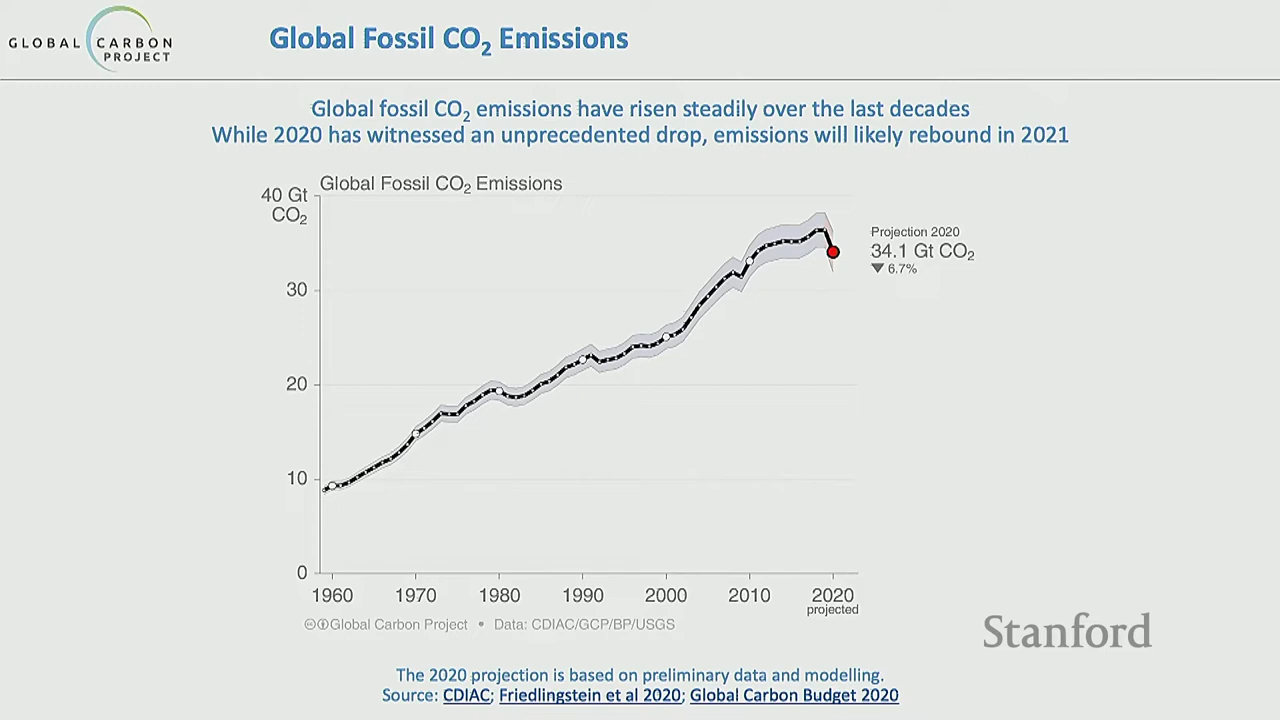 GLOBAL CARBON
PROJECT
Global Fossil CO₂ Emissions
Global fossil CO₂ emissions have risen steadily over the last decades
While 2020 has witnessed an unprecedented drop, emissions will likely rebound in 2021
Global Fossil CO₂ Emissions
40 Gt
CO₂
30
20
10
0
Projection 2020
34.1 Gt CO₂
▼ 6.7%
1960 1970 1980 1990 2000 2010 2020
projected
Global Carbon Project • Data: CDIAC/GCP/BP/USGS
Stanford
The 2020 projection is based on preliminary data and modelling.
Source: CDIAC; Friedlingstein et al 2020; Global Carbon Budget 2020